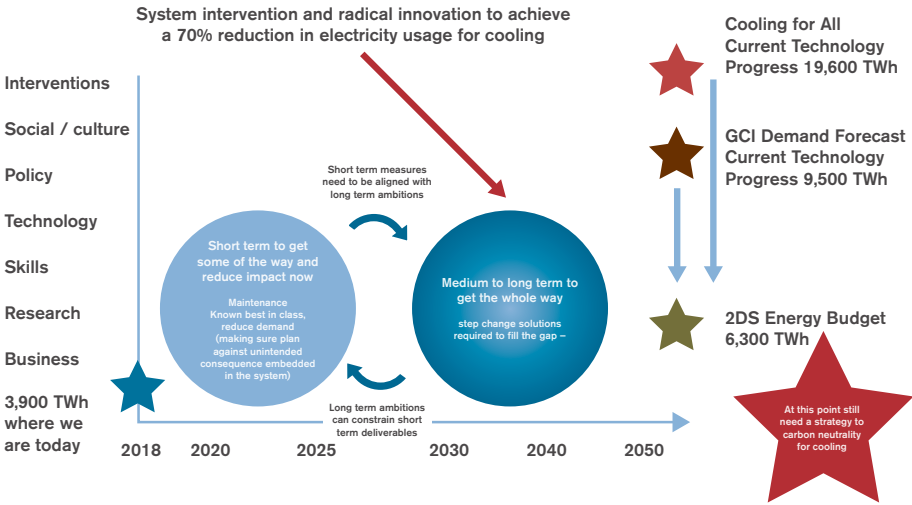 System intervention and radical innovation to achieve
a 70% reduction in electricity usage for cooling
Interventions
Social / culture
Policy
Technology
Skills
Research
Business
3,900 TWh
where we
are today
Short term measures
need to be aligned with
long term ambitions
Short term to get
some of the way and
reduce impact now
Maintenance
Known best in class,
reduce demand
(making sure plan
against unintended
consequence embedded
in the system)
Medium to long term to
get the whole way
step change solutions
required to fill the gap –
Long term ambitions
can constrain short
term deliverables
2018
2020
2025
2030
2040
2050
Cooling for All
Current Technology
Progress 19,600 TWh
GCI Demand Forecast
Current Technology
Progress 9,500 TWh
2DS Energy Budget
6,300 TWh
At this point still
need a strategy to
carbon neutrality
for cooling